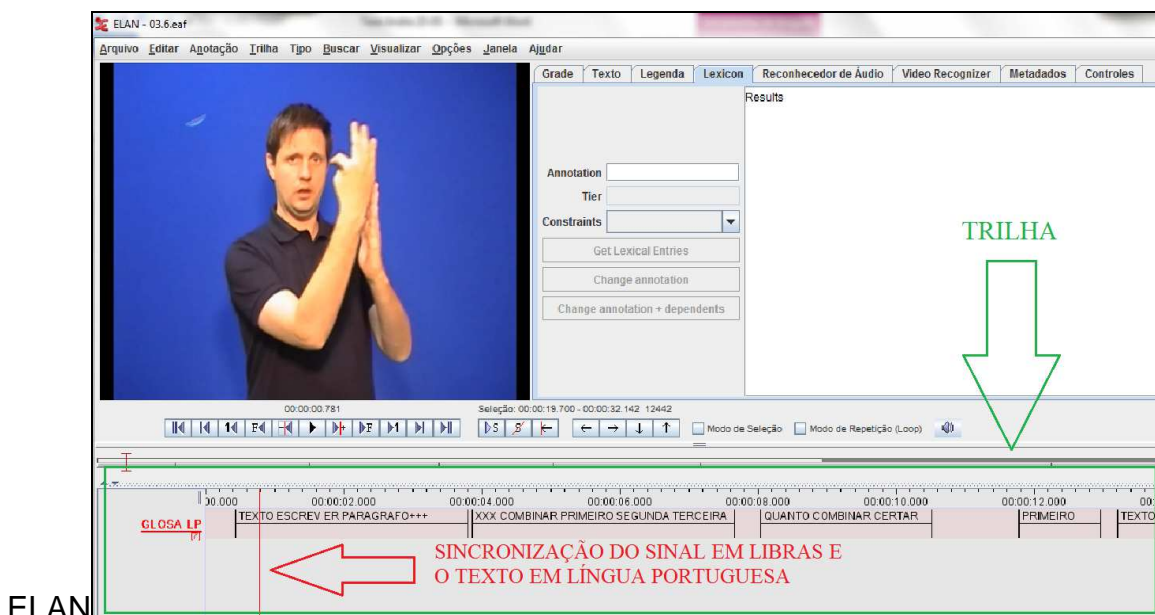 ELAN - 03.6.eaf
Arquivo Editar Anotação Trilha Tipo Buscar Visualizar Opções Janela Ajudar
Grade Texto Legenda Lexicon Reconhecedor de Áudio Video Recognizer Metadados Controles
Results
Annotation
Tier
Constraints
Get Lexical Entries
Change annotation
Change annotation + dependents
TRILHA
00:00:00.781 Seleção: 00:00:19.700 - 00:00:32.142 12442
Modo de Seleção Modo de Repetição (Loop)
00.000 00:00:02.000 00:00:04.000 00:00:06.000 00:00:08.000 00:00:10.000 00:00:12.000 00:
GLOSA LP TEXTO ESCREV ER PARAGRAFO+++ XXX COMBINAR PRIMEIRO SEGUNDA TERCEIRA QUANTO COMBINAR CERTAR PRIMEIRO TEXTO
[7]
SINCRONIZAÇÃO DO SINAL EM LIBRAS E
O TEXTO EM LÍNGUA PORTUGUESA
ELAN